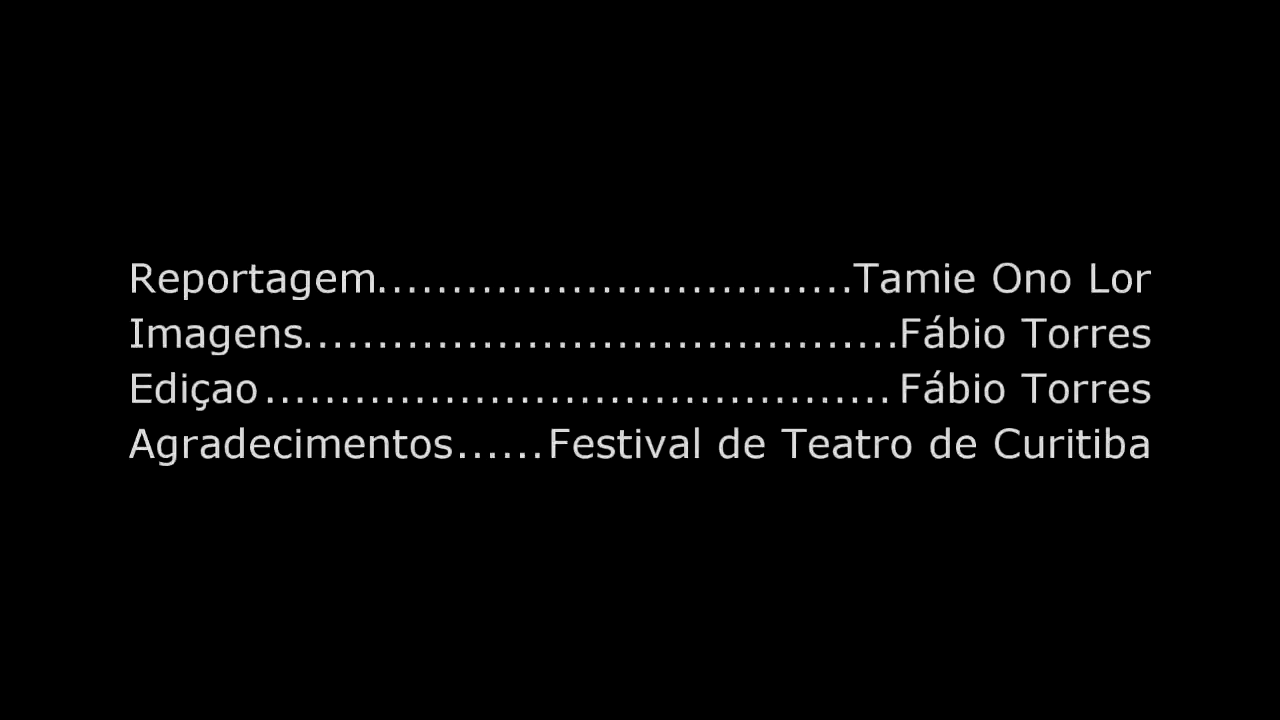 Reportagem................................Tamie Ono Lor
Imagens........................................Fábio Torres
Ediçao.......................................... Fábio Torres
Agradecimentos......Festival de Teatro de Curitiba